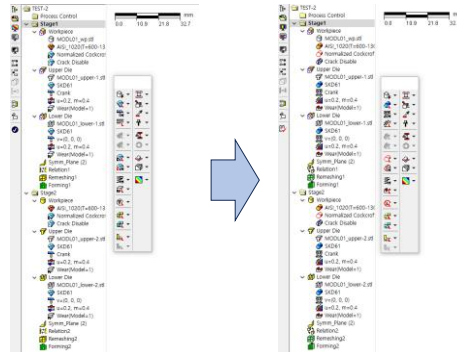 TEST-2
Process Control
Stage1
Workpiece
MODL01_wp.stl
AISI_1020(T=600-13
Normalized Cockcrof
Crack Disable
Upper Die
MODL01_upper-1.stl
SKD61
Crank
u=0.2, m=0.4
Wear(Model=1)
Lower Die
MODL01_lower-1.stl
SKD61
v=(0, 0, 0)
u=0.2, m=0.4
Wear(Model=1)
Symm_Plane (2)
Relation1
Remeshing1
Forming1
Stage2
Workpiece
AISI_1020(T=600-13
Normalized Cockcrof
Crack Disable
Upper Die
MODL01_upper-2.stl
SKD61
Crank
u=0.2, m=0.4
Wear(Model=1)
Lower Die
MODL01_lower-2.stl
SKD61
v=(0, 0, 0)
u=0.2, m=0.4
Wear(Model=1)
Symm_Plane (2)
Relation2
Remeshing2
Forming2
mm
0.0 10.9 21.8 32.7
TEST-2
Process Control
Stage1
Workpiece
MODL01_wp.stl
AISI_1020(T=600-130
Normalized Cockcrof
Crack Disable
Upper Die
MODL01_upper-1.stl
SKD61
Crank
u=0.2, m=0.4
Wear(Model=1)
Lower Die
MODL01_lower-1.stl
SKD61
v=(0, 0, 0)
u=0.2, m=0.4
Wear(Model=1)
Symm_Plane (2)
Relation1
Remeshing1
Forming1
Stage2
Workpiece
AISI_1020(T=600-130
Normalized Cockcrof
Crack Disable
Upper Die
MODL01_upper-2.stl
SKD61
Crank
u=0.2, m=0.4
Wear(Model=1)
Lower Die
MODL01_lower-2.stl
SKD61
v=(0, 0, 0)
u=0.2, m=0.4
Wear(Model=1)
Symm_Plane (2)
Relation2
Remeshing2
Forming2
mm
0.0 10.9 21.8 32.7